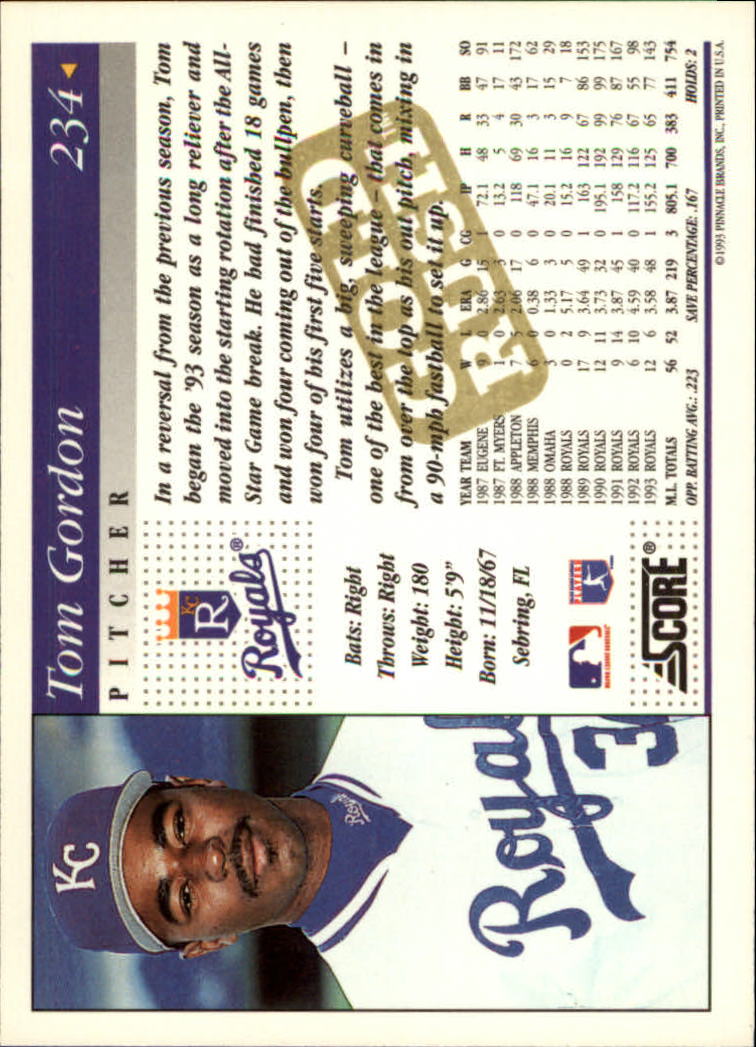 Tom Gordon 234
PITCHER
KC
Royals
Royals
30
KC
R
Royals®
Bats: Right
Throws: Right
Weight: 180
Height: 5'9"
Born: 11/18/67
Sebring, FL
PLAYERS
MAJOR LEAGUE BASEBALL
SCORE®
In a reversal from the previous season, Tom
began the '93 season as a long reliever and
moved into the starting rotation after the All-
Star Game break. He had finished 18 games
and won four coming out of the bullpen, then
won four of his first five starts.
Tom utilizes a big, sweeping curveball –
one of the best in the league – that comes in
from over the top as his out pitch, mixing in
a 90-mph fastball to set it up.
GOLD
RUSH
TM
YEAR TEAM W L ERA G CG IP H R BB SO
1987 EUGENE 9 0 2.86 15 1 72.1 48 33 47 91
1987 FT. MYERS 1 0 2.63 3 0 13.2 5 4 17 11
1988 APPLETON 7 5 2.06 17 0 118 69 30 43 172
1988 MEMPHIS 6 0 0.38 6 0 47.1 16 3 17 62
1988 OMAHA 3 0 1.33 3 0 20.1 11 3 15 29
1988 ROYALS 0 2 5.17 5 0 15.2 16 9 7 18
1989 ROYALS 17 9 3.64 49 1 163 122 67 86 153
1990 ROYALS 12 11 3.73 32 0 195.1 192 99 99 175
1991 ROYALS 9 14 3.87 45 1 158 129 76 87 167
1992 ROYALS 6 10 4.59 40 0 117.2 116 67 55 98
1993 ROYALS 12 6 3.58 48 1 155.2 125 65 77 143
M.L. TOTALS 56 52 3.87 219 3 805.1 700 383 411 754
OPP. BATTING AVG.: .223 SAVE PERCENTAGE: .167 HOLDS: 2
©1993 PINNACLE BRANDS, INC., PRINTED IN U.S.A.